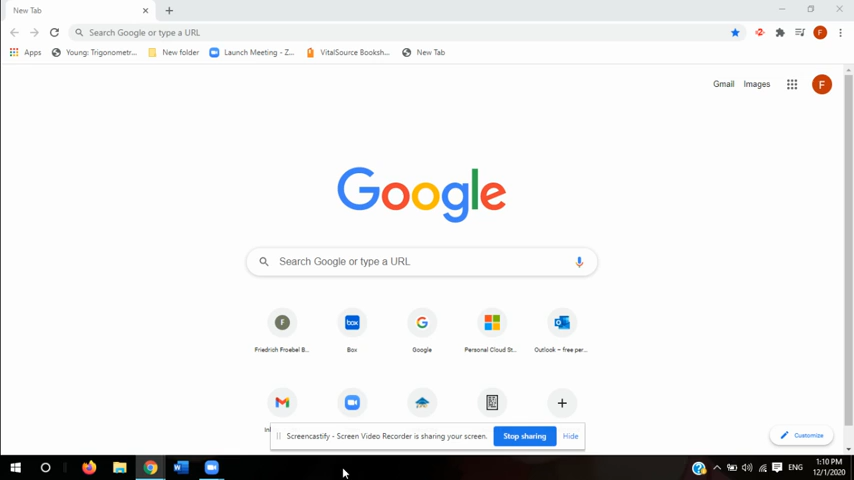 New Tab
Search Google or type a URL
Apps Young: Trigonometr... New folder Launch Meeting - Z... VitalSource Booksh... New Tab
Gmail Images F
Google
Search Google or type a URL
F box
Friedrich Froebel B... Box Google Personal Cloud St... Outlook – free per...
Screencastify - Screen Video Recorder is sharing your screen. Stop sharing Hide
Customize
ENG 1:10 PM
12/1/2020